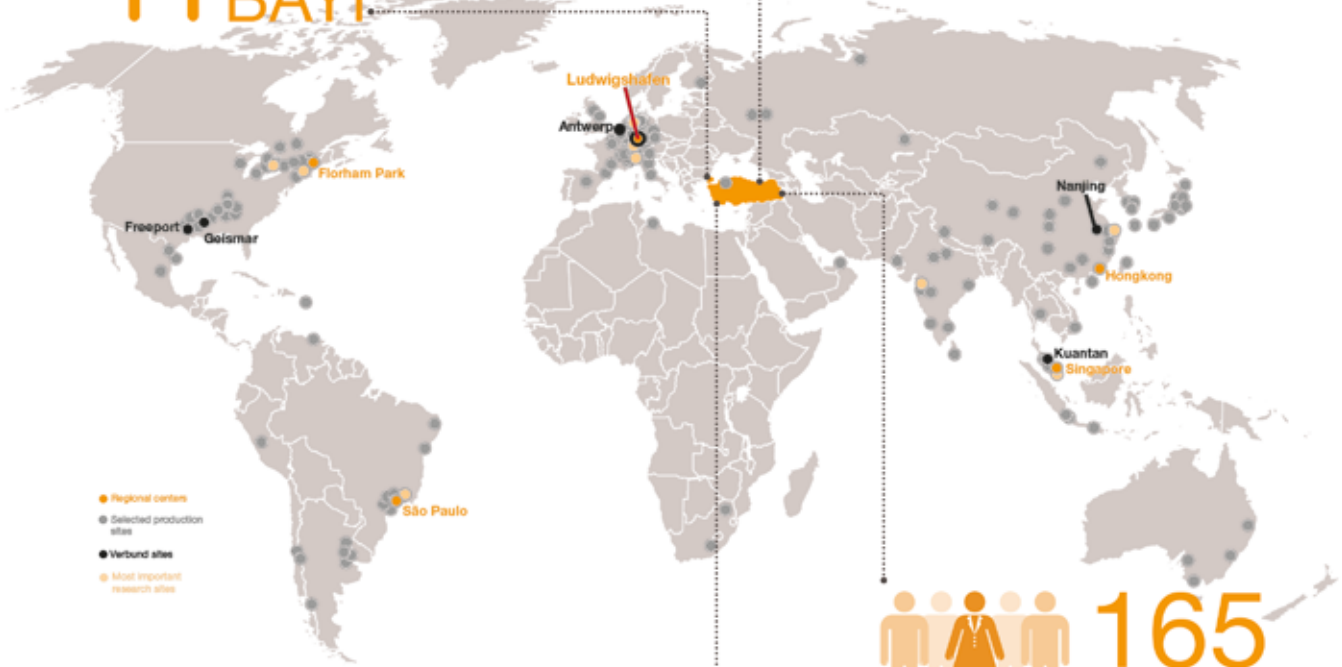 BAYİ
Ludwigshafen
Antwerp
Florham Park
Nanjing
Freeport
Geismar
Hongkong
Kuantan
Singapore
São Paulo
Regional centers
Selected production
sites
Verbund sites
Most important
research sites
165